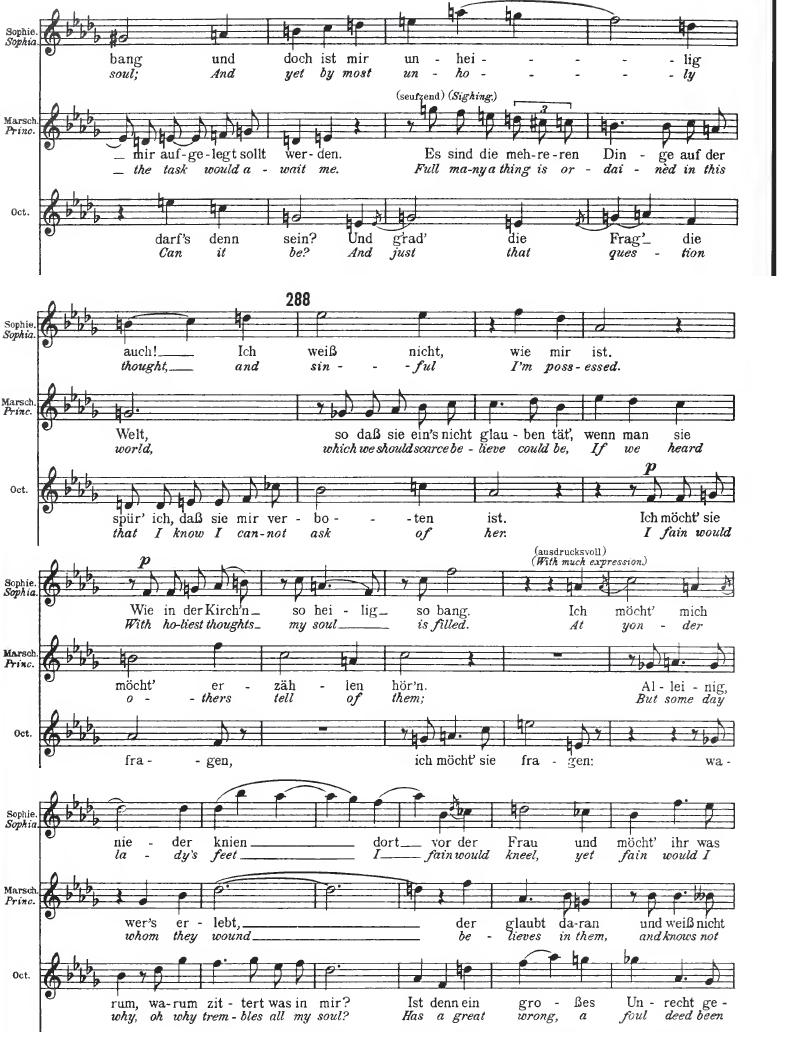 Sophie.
Sophia.
bang und doch ist mir un - hei - - - - - lig
soul; And yet by most un - ho - - - - - ly
(seufzend) (Sighing.)
Marsch.
Princ.
3
_ mir auf-ge-legt sollt wer-den. Es sind die meh-re-ren Din - ge auf der
_ the task would a - wait me. Full ma-ny a thing is or - dai - nèd in this
Oct.
darf's denn sein? Und g'rad' die Frag'_ die
Can it be? And just that ques - tion
288
Sophie.
Sophia.
auch!___ Ich weiß nicht, wie mir ist.
thought,___ and sin - - - ful I'm poss-essed.
Marsch.
Princ.
Welt, so daß sie ein's nicht glau - ben tät', wenn man sie
world, which we should scarce be - lieve could be, If we heard
p
Oct.
spür' ich, daß sie mir ver - bo - - - ten ist. Ich möcht' sie
that I know I can-not ask of her. I fain would
p
(ausdrucksvoll)
(With much expression.)
Sophie.
Sophia.
Wie in der Kirch'n_ so hei - lig_ so bang. Ich möcht' mich
With ho-liest thoughts_ my soul___ is filled. At yon - der
Marsch.
Princ.
möcht' er - zäh - len hör'n. Al - lei - nig,
o - - thers tell of them; But some day
Oct.
fra - - gen, ich möcht' sie fra - gen: wa-
Sophie.
Sophia.
nie - der knien___ dort___ vor der Frau und möcht' ihr was
la - dy's feet___ I___ fain would kneel, yet fain would I
Marsch.
Princ.
wer's er - lebt,___ der glaubt da-ran und weiß nicht
whom they wound___ be - lieves in them, and knows not
Oct.
rum, wa-rum zit - tert was in mir? Ist denn ein gro - ßes Un - recht ge-
why, oh why trem - bles all my soul? Has a great wrong, a foul deed been